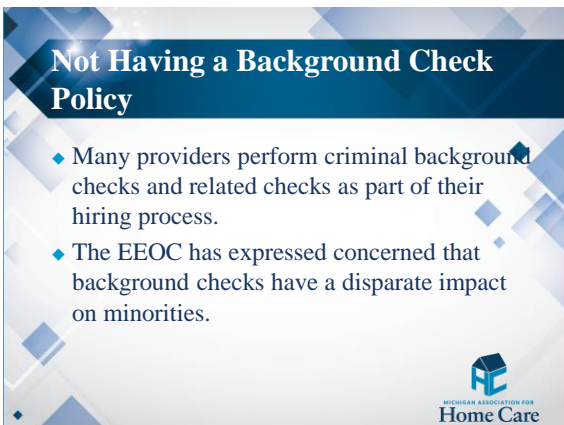 Not Having a Background Check
Policy
Many providers perform criminal background
checks and related checks as part of their
hiring process.
The EEOC has expressed concerned that
background checks have a disparate impact
on minorities.
HC
MICHIGAN ASSOCIATION FOR
Home Care